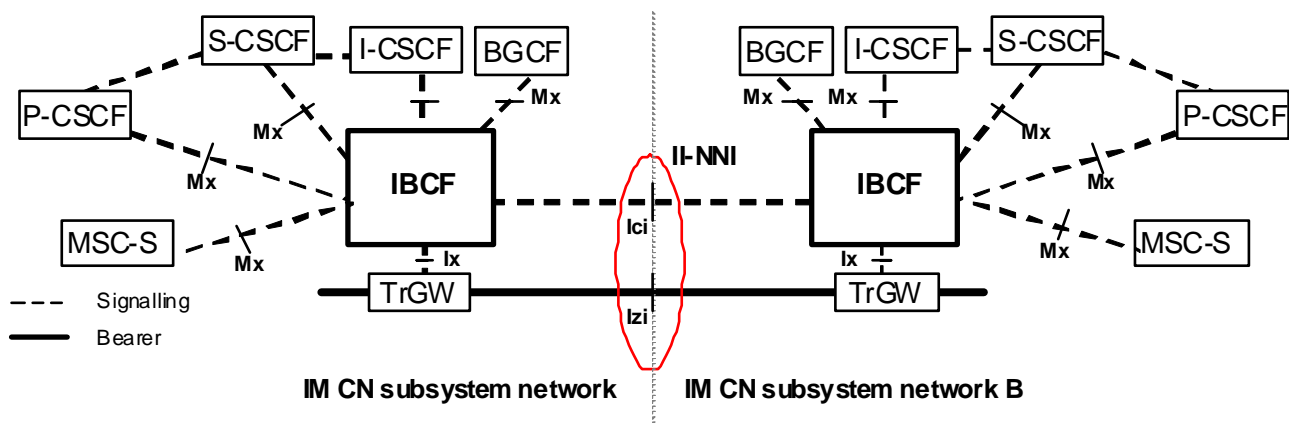 S-CSCF
I-CSCF
BGCF
BGCF
I-CSCF
S-CSCF
P-CSCF
Mx
Mx
Mx
P-CSCF
Mx
Mx
II-NNI
IBCF
IBCF
Mx
Mx
MSC-S
Mx
Ici
Mx
MSC-S
Ix
Ix
TrGW
TrGW
Signalling
Izi
Bearer
IM CN subsystem network
IM CN subsystem network B